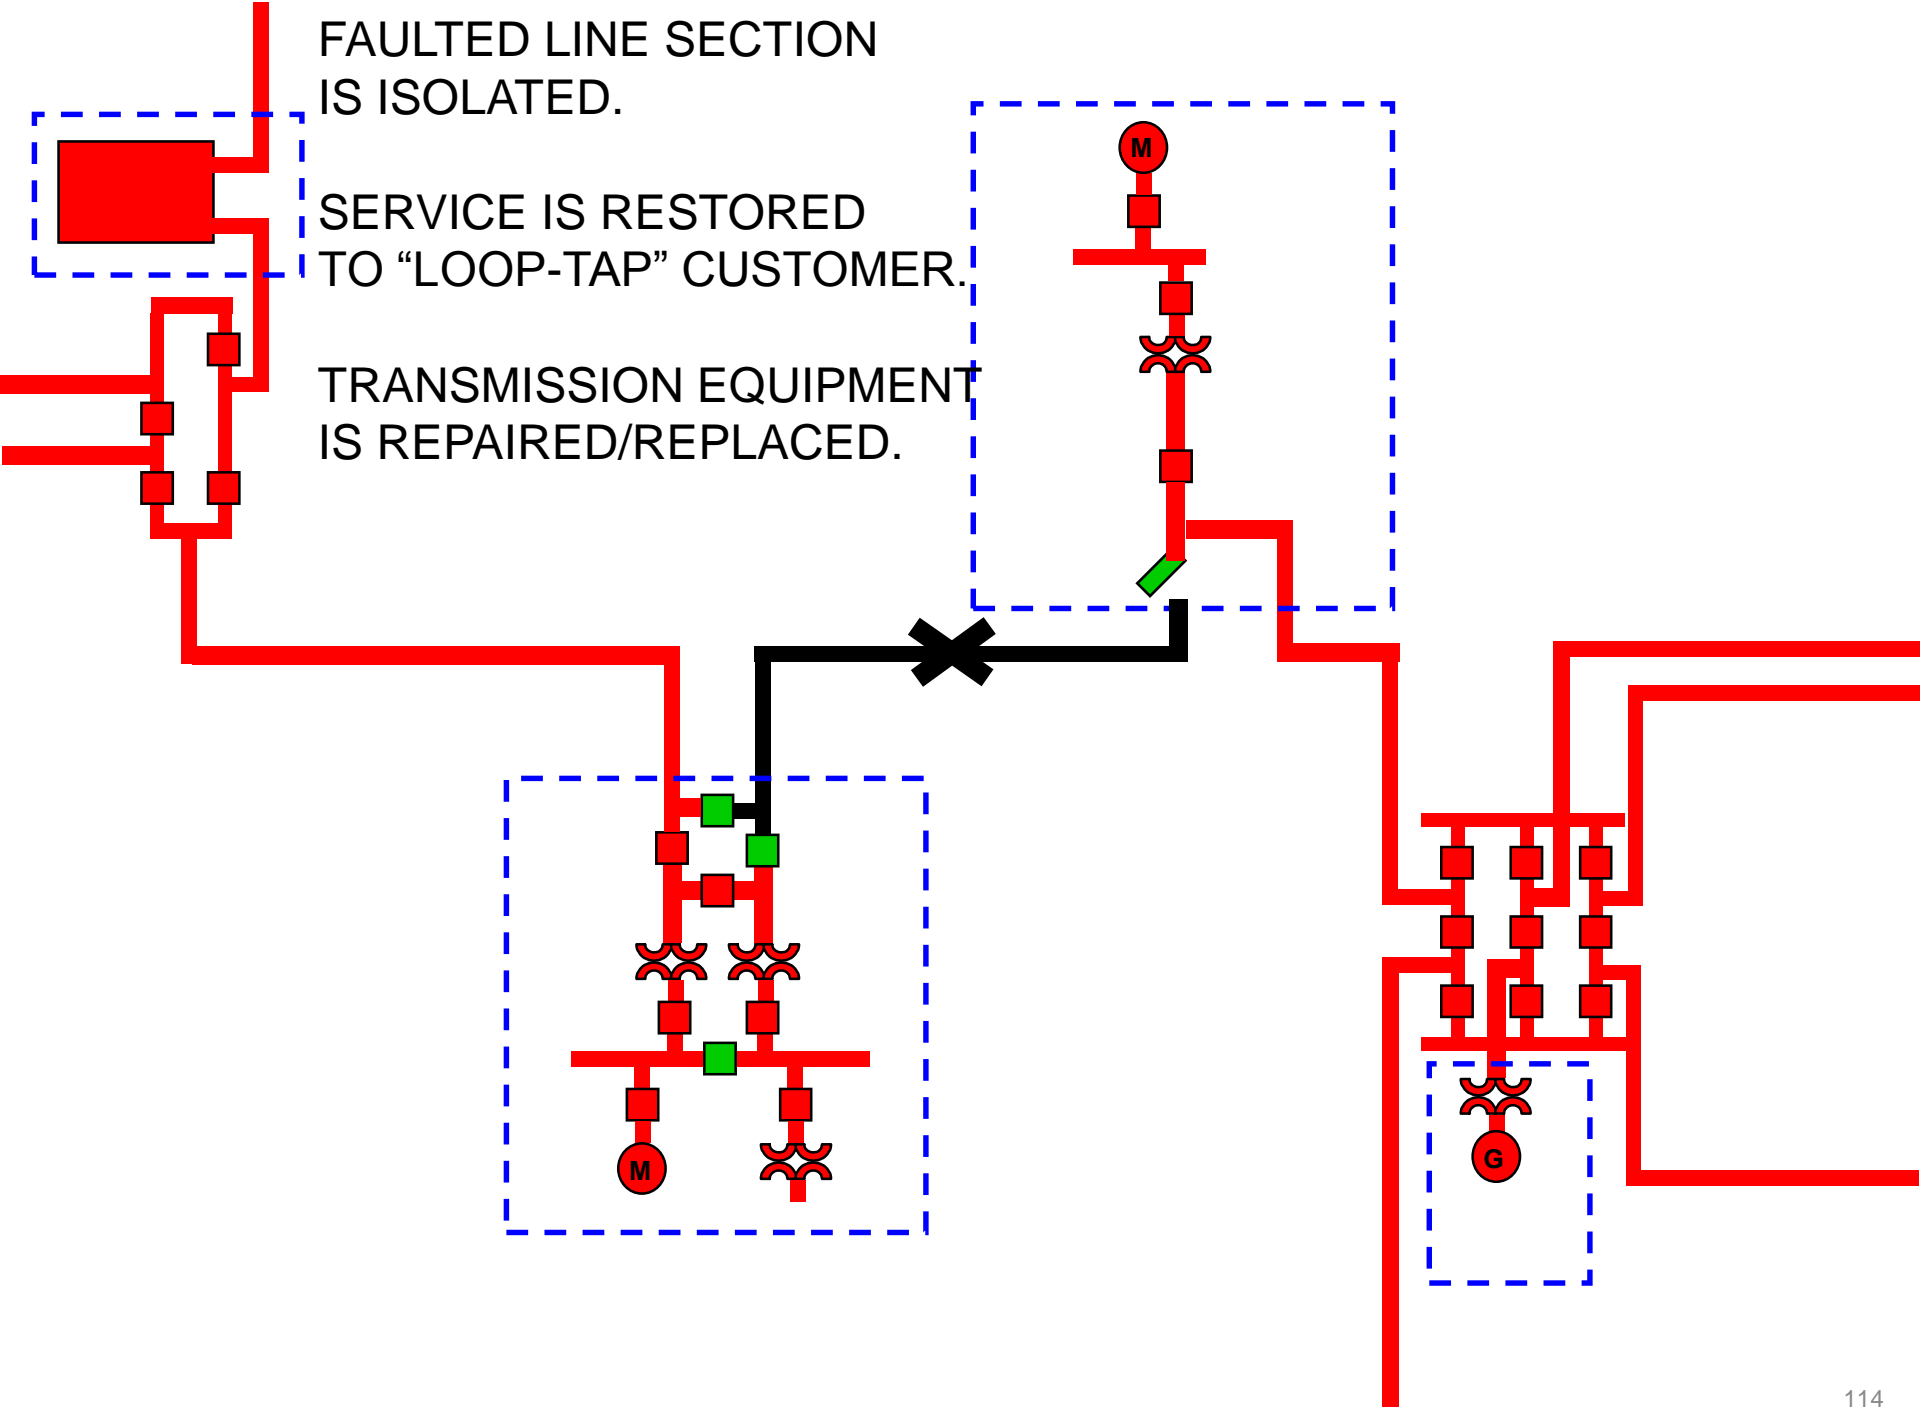 FAULTED LINE SECTION
IS ISOLATED.
SERVICE IS RESTORED
TO “LOOP-TAP” CUSTOMER.
TRANSMISSION EQUIPMENT
IS REPAIRED/REPLACED.
M
M
G
114